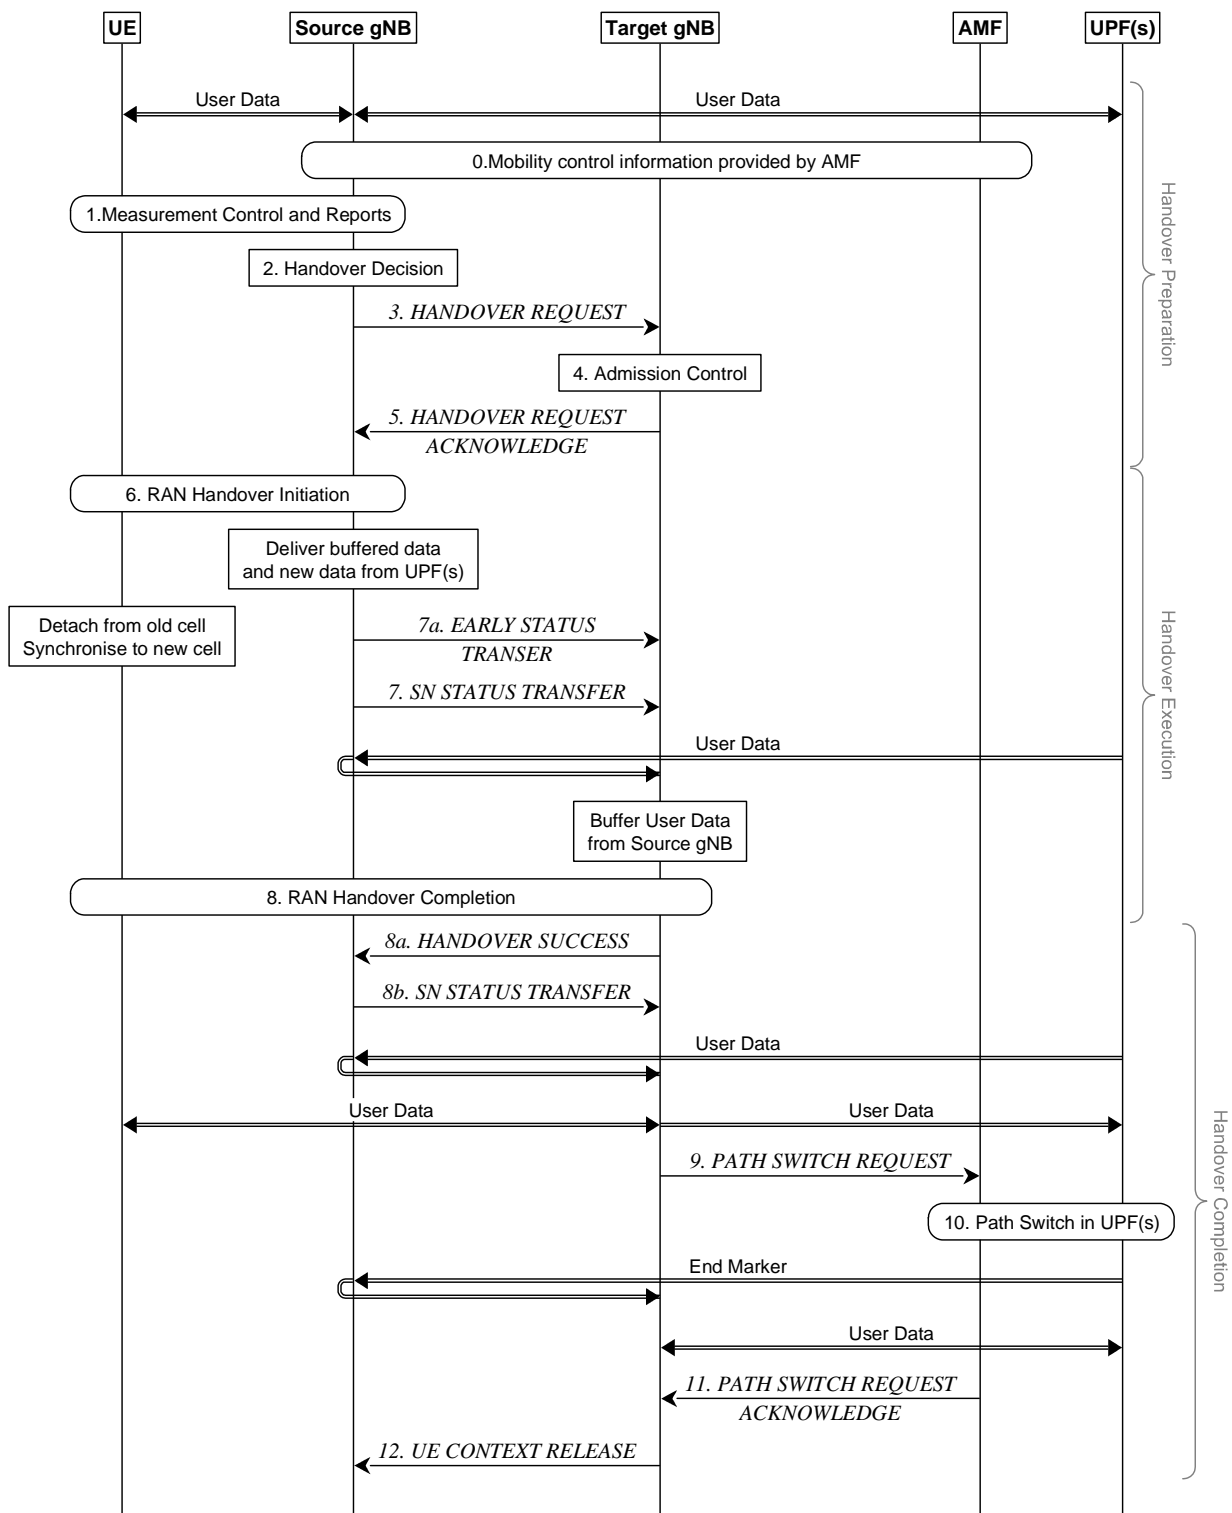 UE
Source gNB
Target gNB
AMF
UPF(s)
User Data
User Data
0.Mobility control information provided by AMF
1.Measurement Control and Reports
2. Handover Decision
3. HANDOVER REQUEST
4. Admission Control
5. HANDOVER REQUEST
ACKNOWLEDGE
Handover Preparation
6. RAN Handover Initiation
Deliver buffered data
and new data from UPF(s)
Detach from old cell
Synchronise to new cell
7a. EARLY STATUS
TRANSER
7. SN STATUS TRANSFER
User Data
Buffer User Data
from Source gNB
8. RAN Handover Completion
Handover Execution
8a. HANDOVER SUCCESS
8b. SN STATUS TRANSFER
User Data
User Data
User Data
9. PATH SWITCH REQUEST
10. Path Switch in UPF(s)
End Marker
User Data
11. PATH SWITCH REQUEST
ACKNOWLEDGE
12. UE CONTEXT RELEASE
Handover Completion